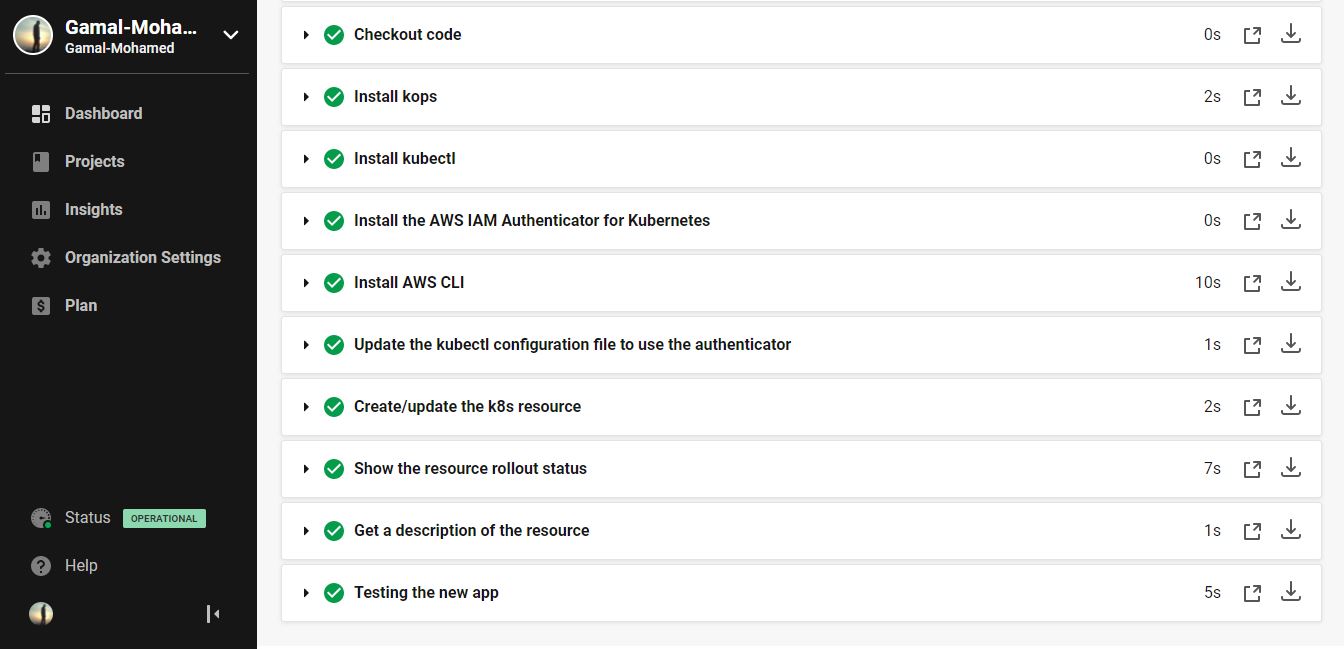 Gamal-Moha...
Gamal-Mohamed
Dashboard
Projects
Insights
Organization Settings
Plan
Status OPERATIONAL
Help
Checkout code 0s
Install kops 2s
Install kubectl 0s
Install the AWS IAM Authenticator for Kubernetes 0s
Install AWS CLI 10s
Update the kubectl configuration file to use the authenticator 1s
Create/update the k8s resource 2s
Show the resource rollout status 7s
Get a description of the resource 1s
Testing the new app 5s